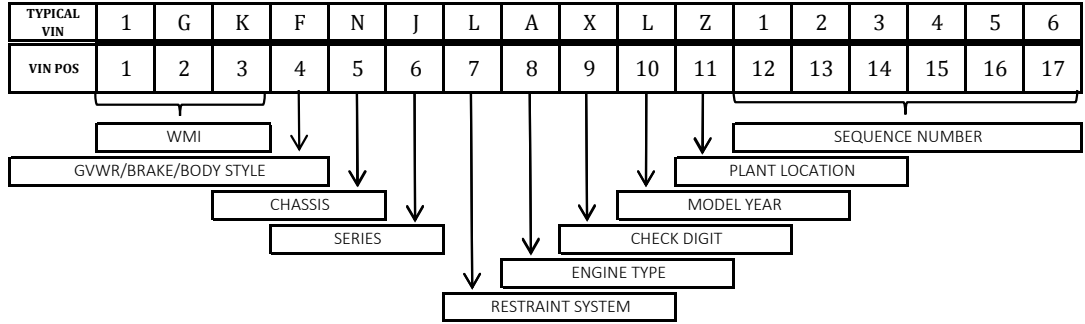 TYPICAL VIN 1 G K F N J L A X L Z 1 2 3 4 5 6
VIN POS 1 2 3 4 5 6 7 8 9 10 11 12 13 14 15 16 17
WMI SEQUENCE NUMBER
GVWR/BRAKE/BODY STYLE PLANT LOCATION
CHASSIS MODEL YEAR
SERIES CHECK DIGIT
ENGINE TYPE
RESTRAINT SYSTEM